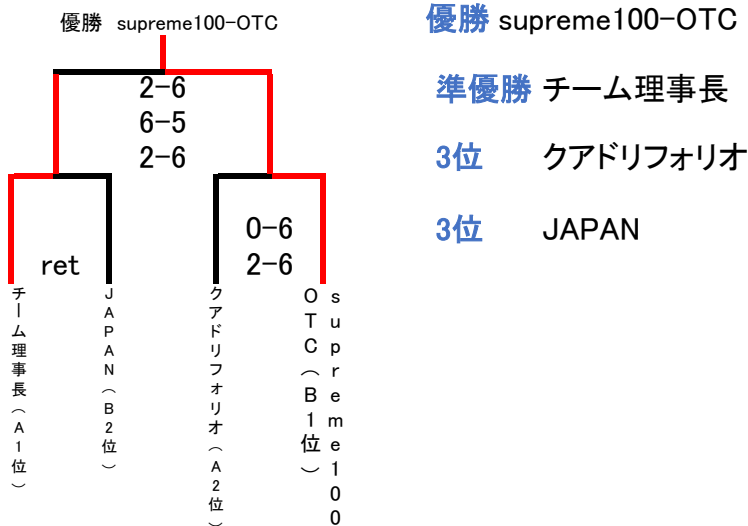 優勝 supreme100-OTC
2-6
6-5
2-6
ret
0-6
2-6
チーム理事長（A1位）
JAPAN（B2位）
クアドリフォリオ（A2位）
supreme100
OTC（B1位）
優勝 supreme100-OTC
準優勝 チーム理事長
3位 クアドリフォリオ
3位 JAPAN